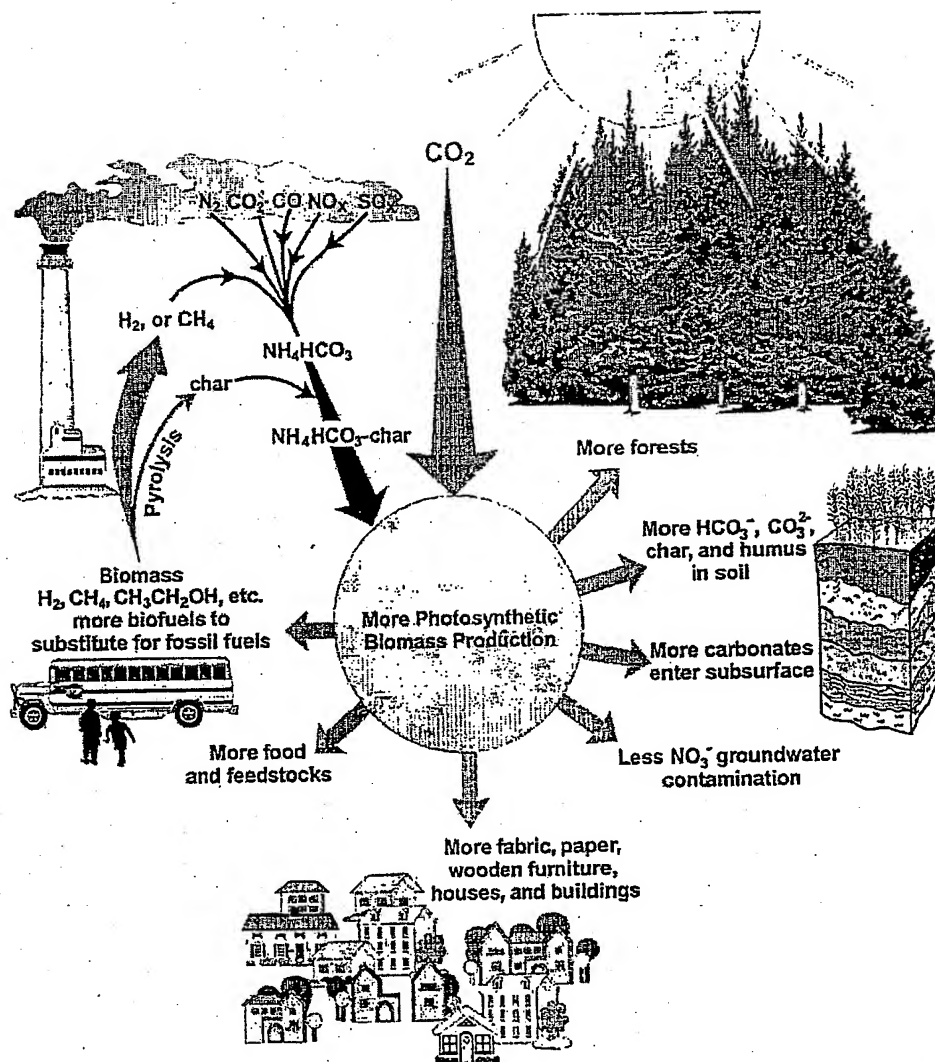 CO₂
N₂ CO₂ CO NOₓ SO₂
H₂, or CH₄
NH₄HCO₃
char
NH₄HCO₃-char
Pyrolysis
More forests
More HCO₃⁻, CO₃²⁻,
char, and humus
in soil
Biomass
H₂, CH₄, CH₃CH₂OH, etc.
more biofuels to
substitute for fossil fuels
More Photosynthetic
Biomass Production
More carbonates
enter subsurface
More food
and feedstocks
Less NO₃⁻ groundwater
contamination
More fabric, paper,
wooden furniture,
houses, and buildings